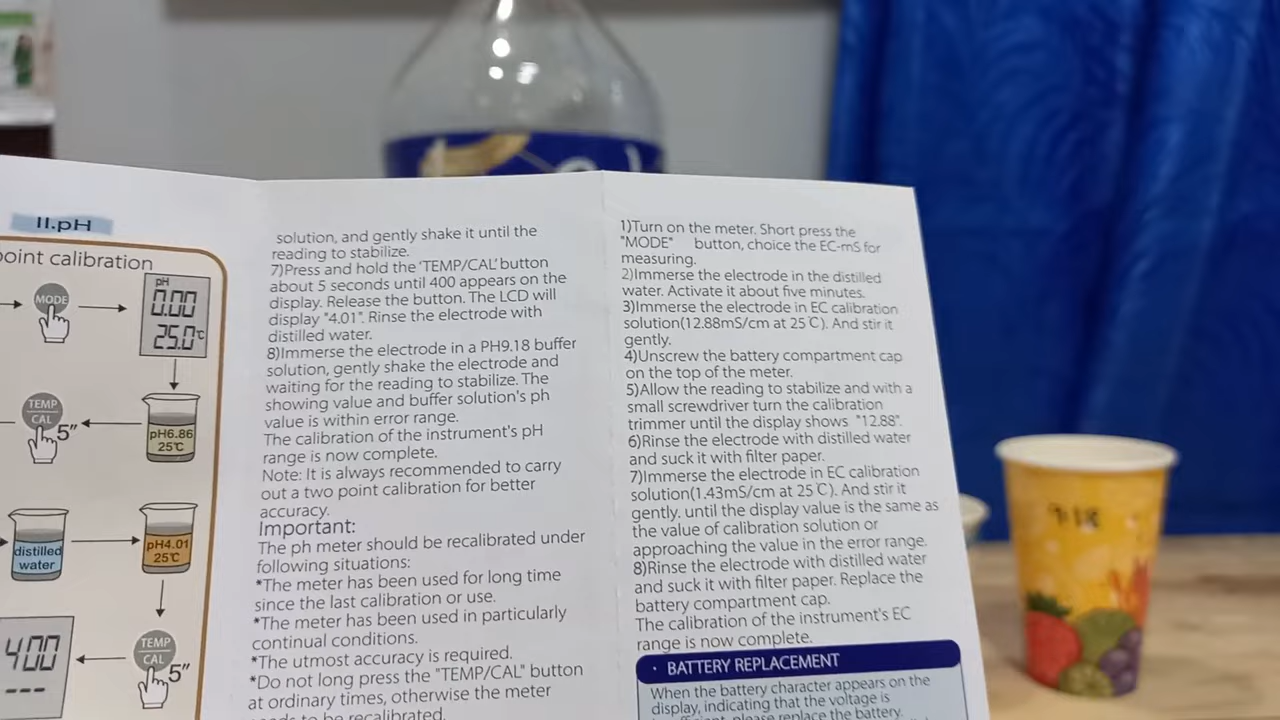 II.pH
oint calibration
MODE
pH
0.00
25.0℃
TEMP
CAL
5"
pH6.86
25℃
distilled
water
pH4.01
25℃
400
---
TEMP
CAL
5"
solution, and gently shake it until the
reading to stabilize.
7)Press and hold the 'TEMP/CAL' button
about 5 seconds until 400 appears on the
display. Release the button. The LCD will
display "4.01". Rinse the electrode with
distilled water.
8)Immerse the electrode in a PH9.18 buffer
solution, gently shake the electrode and
waiting for the reading to stabilize. The
showing value and buffer solution's ph
value is within error range.
The calibration of the instrument's pH
range is now complete.
Note: It is always recommended to carry
out a two point calibration for better
accuracy.
Important:
The ph meter should be recalibrated under
following situations:
*The meter has been used for long time
since the last calibration or use.
*The meter has been used in particularly
continual conditions.
*The utmost accuracy is required.
*Do not long press the "TEMP/CAL" button
at ordinary times, otherwise the meter
to be recalibrated.
1)Turn on the meter. Short press the
"MODE" button, choice the EC-mS for
measuring.
2)Immerse the electrode in the distilled
water. Activate it about five minutes.
3)Immerse the electrode in EC calibration
solution(12.88mS/cm at 25℃). And stir it
gently.
4)Unscrew the battery compartment cap
on the top of the meter.
5)Allow the reading to stabilize and with a
small screwdriver turn the calibration
trimmer until the display shows "12.88".
6)Rinse the electrode with distilled water
and suck it with filter paper.
7)Immerse the electrode in EC calibration
solution(1.43mS/cm at 25℃). And stir it
gently. until the display value is the same as
the value of calibration solution or
approaching the value in the error range.
8)Rinse the electrode with distilled water
and suck it with filter paper. Replace the
battery compartment cap.
The calibration of the instrument's EC
range is now complete.
· BATTERY REPLACEMENT
When the battery character appears on the
display, indicating that the voltage is
please replace the battery.
9.18